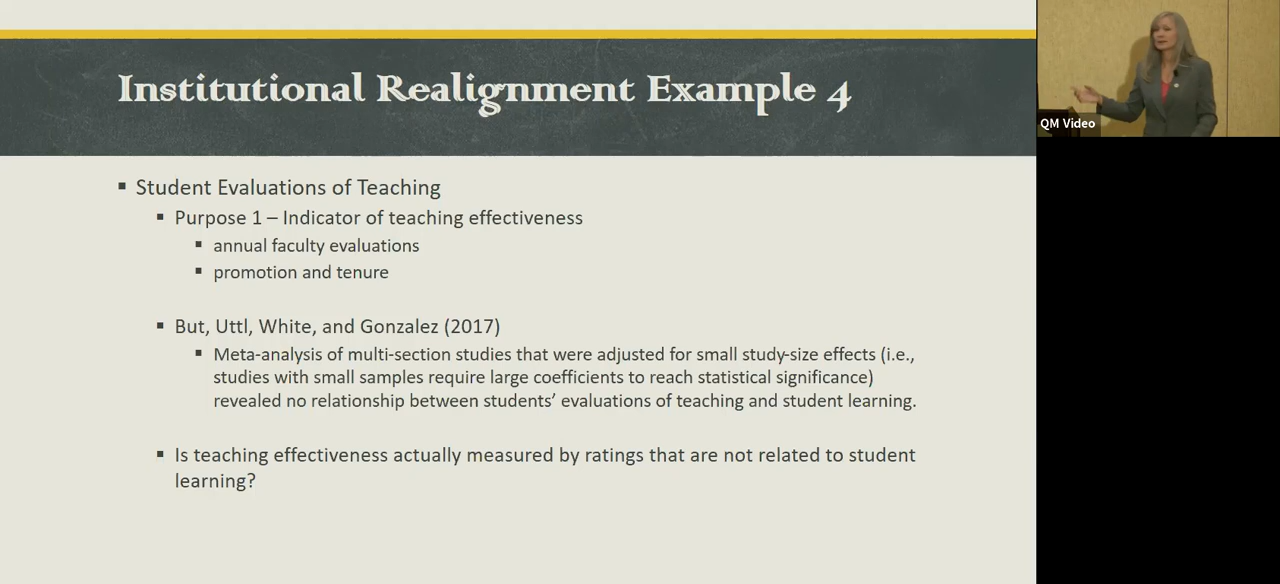 Institutional Realignment Example 4
QM Video
▪ Student Evaluations of Teaching
▪ Purpose 1 – Indicator of teaching effectiveness
▪ annual faculty evaluations
▪ promotion and tenure
▪ But, Uttl, White, and Gonzalez (2017)
▪ Meta-analysis of multi-section studies that were adjusted for small study-size effects (i.e.,
studies with small samples require large coefficients to reach statistical significance)
revealed no relationship between students’ evaluations of teaching and student learning.
▪ Is teaching effectiveness actually measured by ratings that are not related to student
learning?